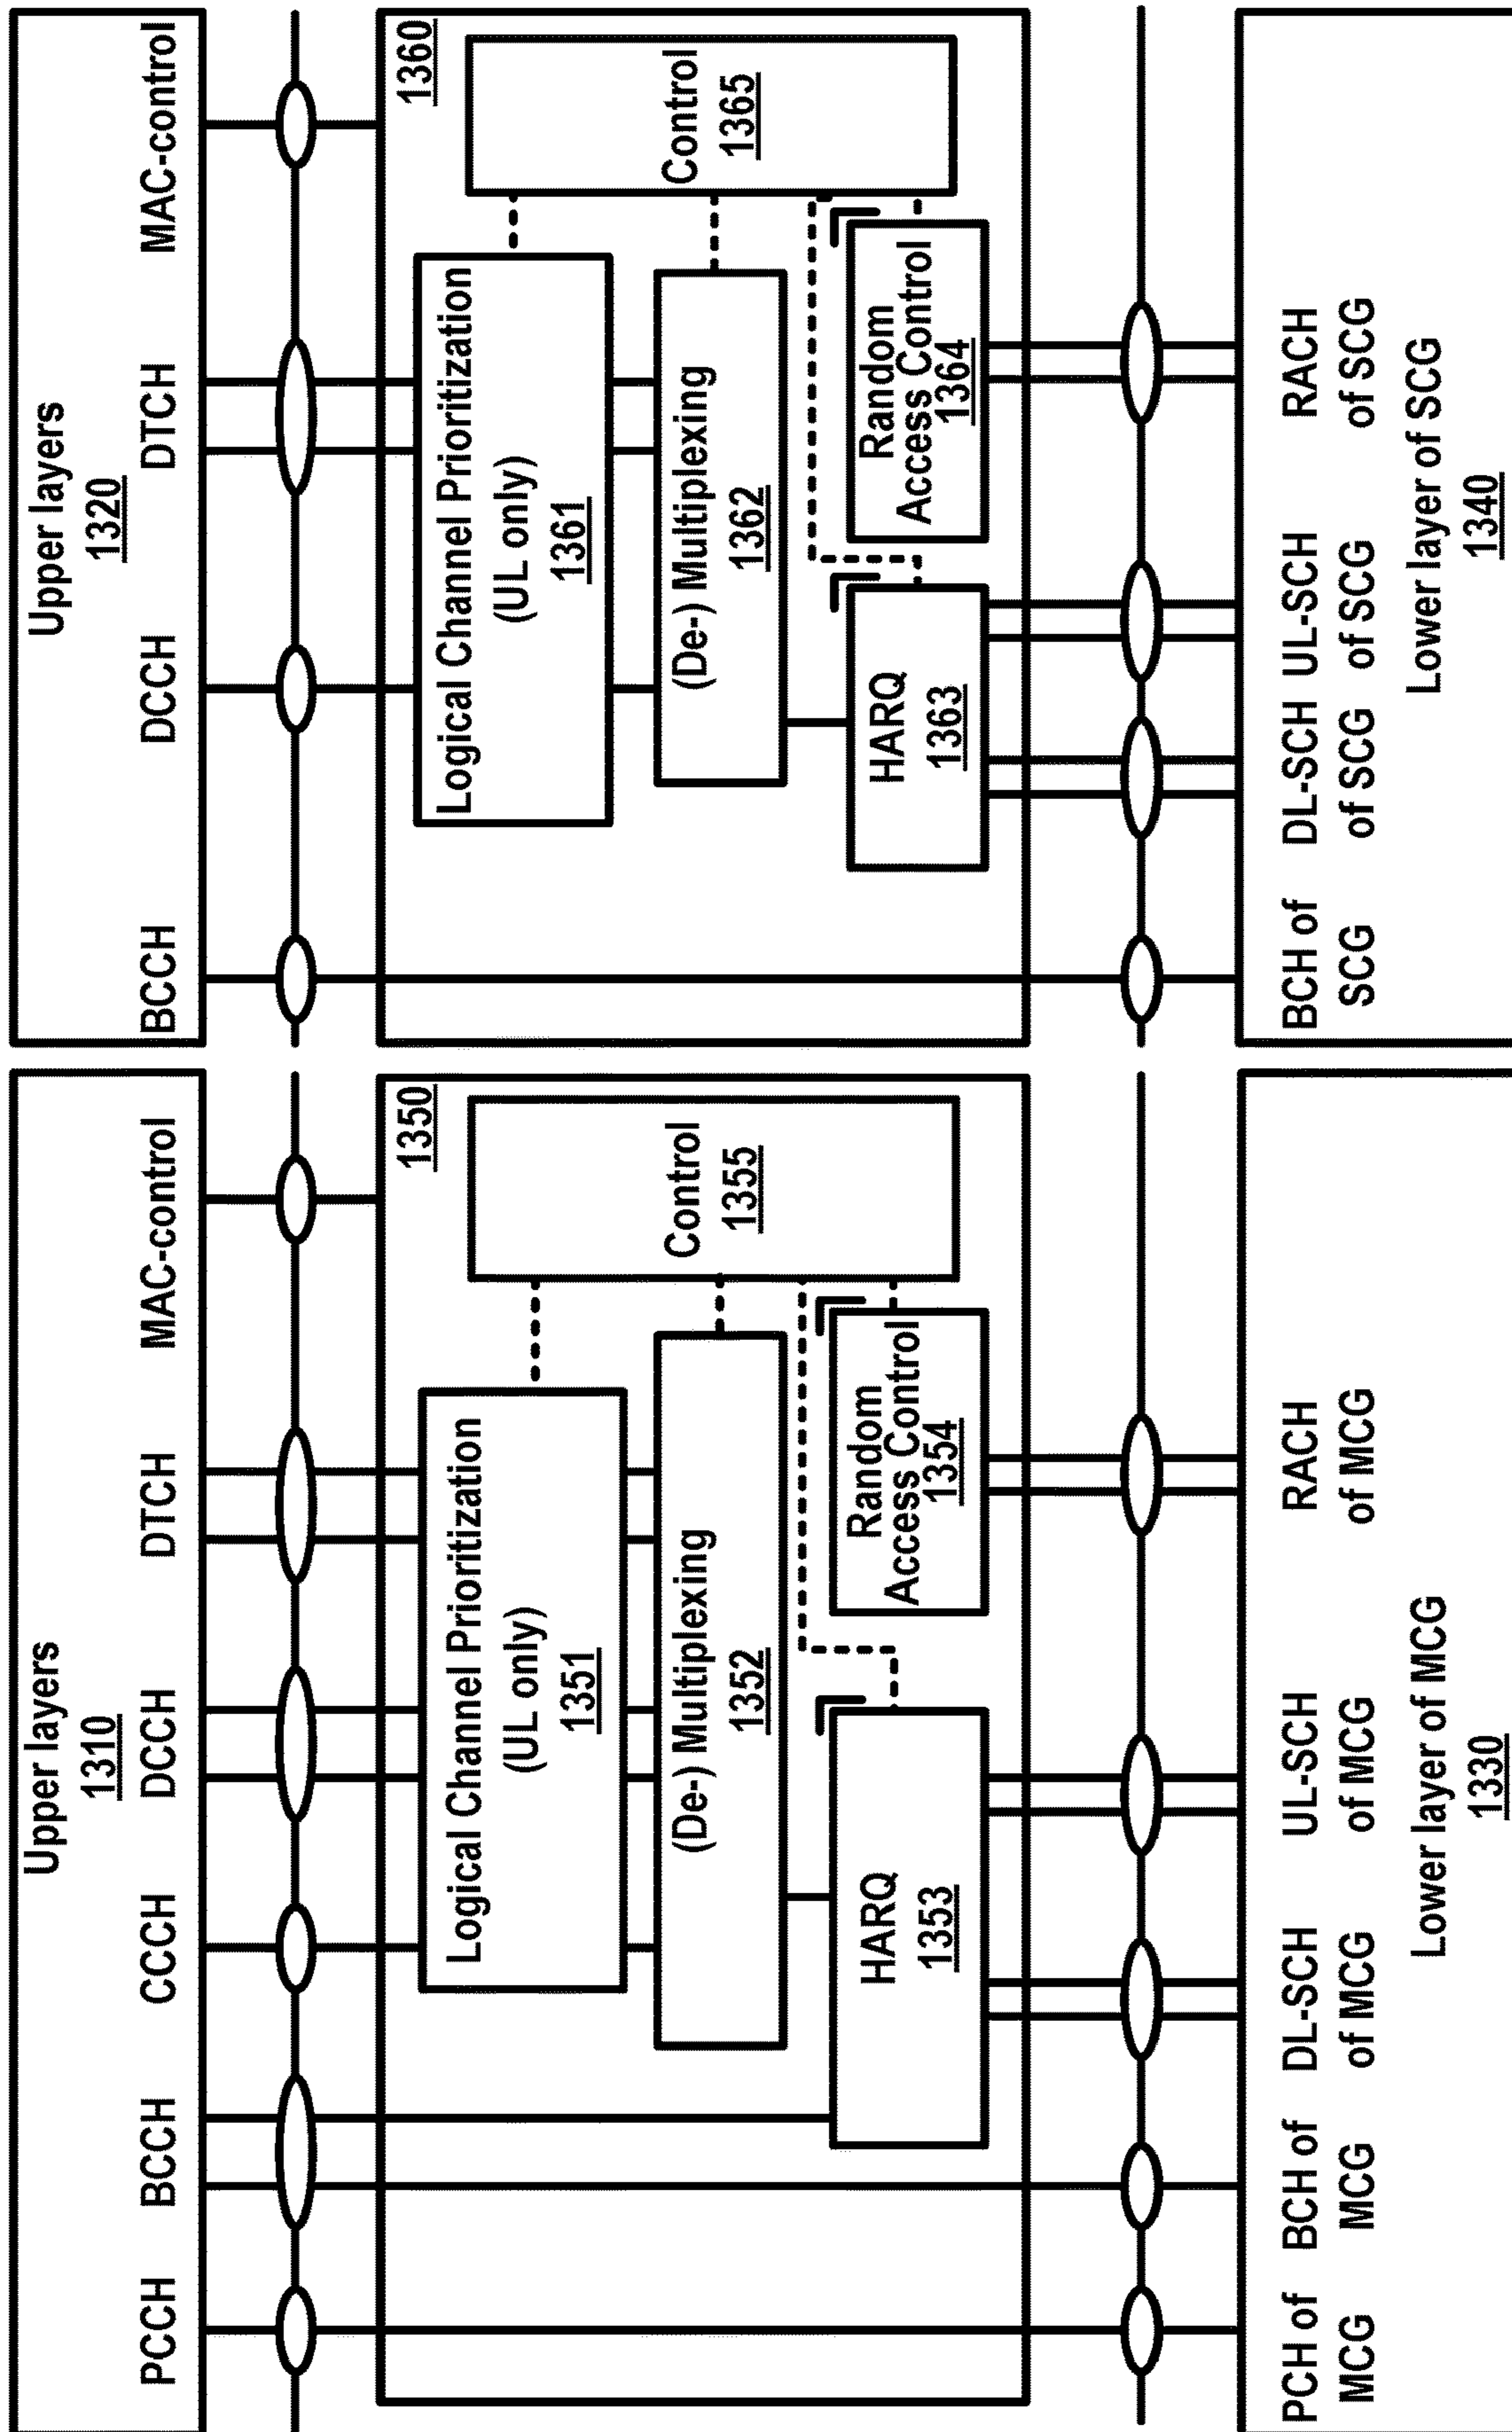 Upper layers
1310
PCCH
BCCH
CCCH
DCCH
DTCH
MAC-control
1350
Logical Channel Prioritization
(UL only)
1351
(De-) Multiplexing
1352
HARQ
1353
Random
Access Control
1354
Control
1355
PCH of
MCG
BCH of
MCG
DL-SCH
of MCG
UL-SCH
of MCG
RACH
of MCG
Lower layer of MCG
1330
Upper layers
1320
BCCH
DCCH
DTCH
MAC-control
1360
Logical Channel Prioritization
(UL only)
1361
(De-) Multiplexing
1362
HARQ
1363
Random
Access Control
1364
Control
1365
BCH of
SCG
DL-SCH
of SCG
UL-SCH
of SCG
RACH
of SCG
Lower layer of SCG
1340